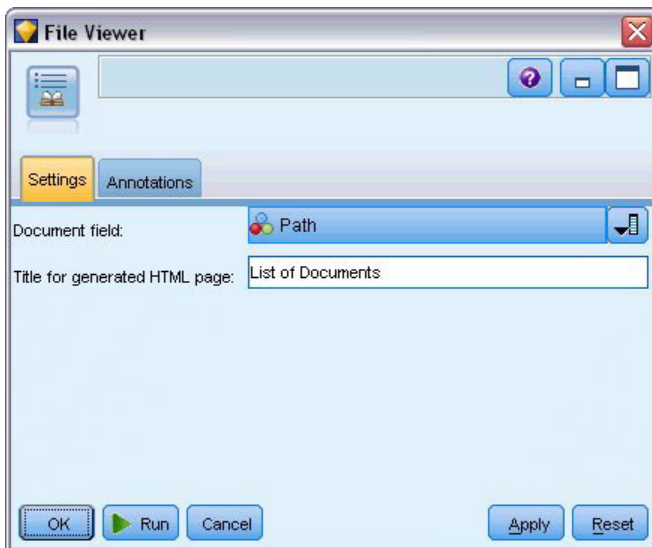 File Viewer
Settings Annotations
Document field: Path
Title for generated HTML page: List of Documents
OK Run Cancel Apply Reset